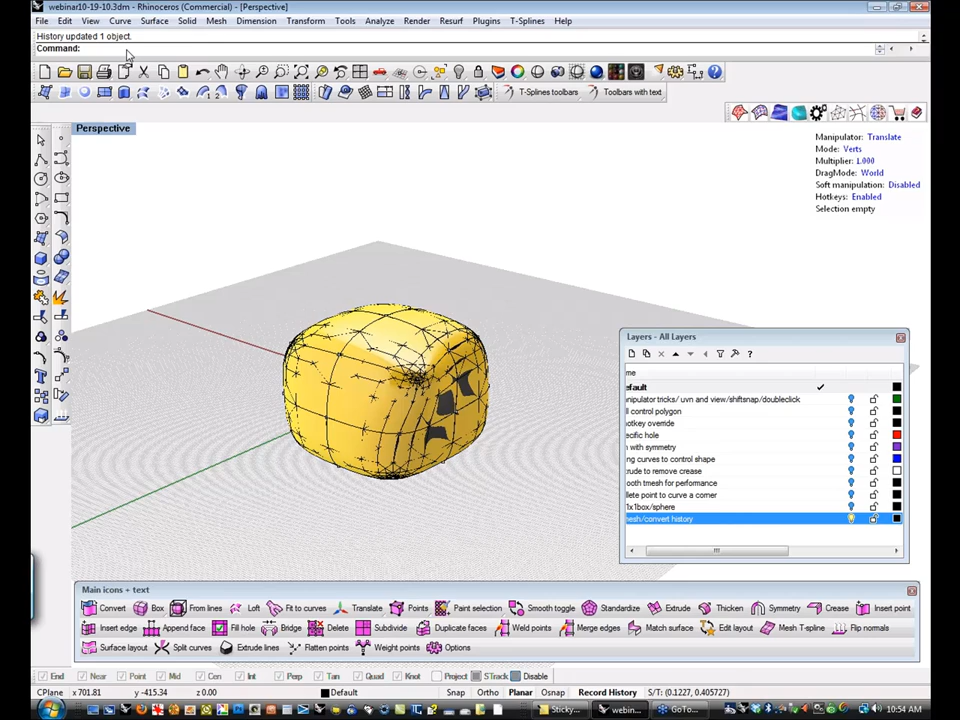 webinar10-19-10.3dm - Rhinoceros (Commercial) - [Perspective]
File Edit View Curve Surface Solid Mesh Dimension Transform Tools Analyze Render Resurf Plugins T-Splines Help
History updated 1 object.
Command:
T-Splines toolbars Toolbars with text
Perspective
Manipulator: Translate
Mode: Verts
Multiplier: 1.000
DragMode: World
Soft manipulation: Disabled
Hotkeys: Enabled
Selection empty
Layers - All Layers
me
efault
nipulator tricks/ uvn and view/shiftsnap/doubleclick
l control polygon
otkey override
ecific hole
n with symmetry
ng curves to control shape
rude to remove crease
ooth tmesh for peformance
llete point to curve a corner
1x1box/sphere
nesh/convert history
Main icons + text
Convert Box From lines Loft Fit to curves Translate Points Paint selection Smooth toggle Standardize Extrude Thicken Symmetry Crease Insert point
Insert edge Append face Fill hole Bridge Delete Subdivide Duplicate faces Weld points Merge edges Match surface Edit layout Mesh T-spline Flip normals
Surface layout Split curves Extrude lines Flatten points Weight points Options
End Near Point Mid Cen Int Perp Tan Quad Knot Project STrack Disable
CPlane x 701.81 y -415.34 z 0.00 Default Snap Ortho Planar Osnap Record History S/T: (0.1227, 0.405727)
Sticky... webin... GoTo... 10:54 AM